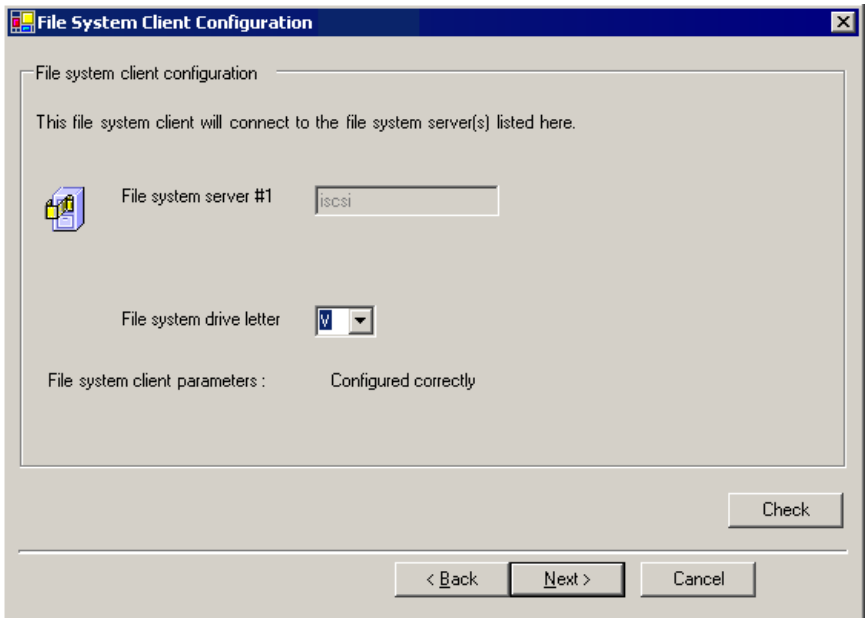 File System Client Configuration
File system client configuration
This file system client will connect to the file system server(s) listed here.
File system server #1
iscsi
File system drive letter
V
File system client parameters :
Configured correctly
Check
< Back
Next >
Cancel